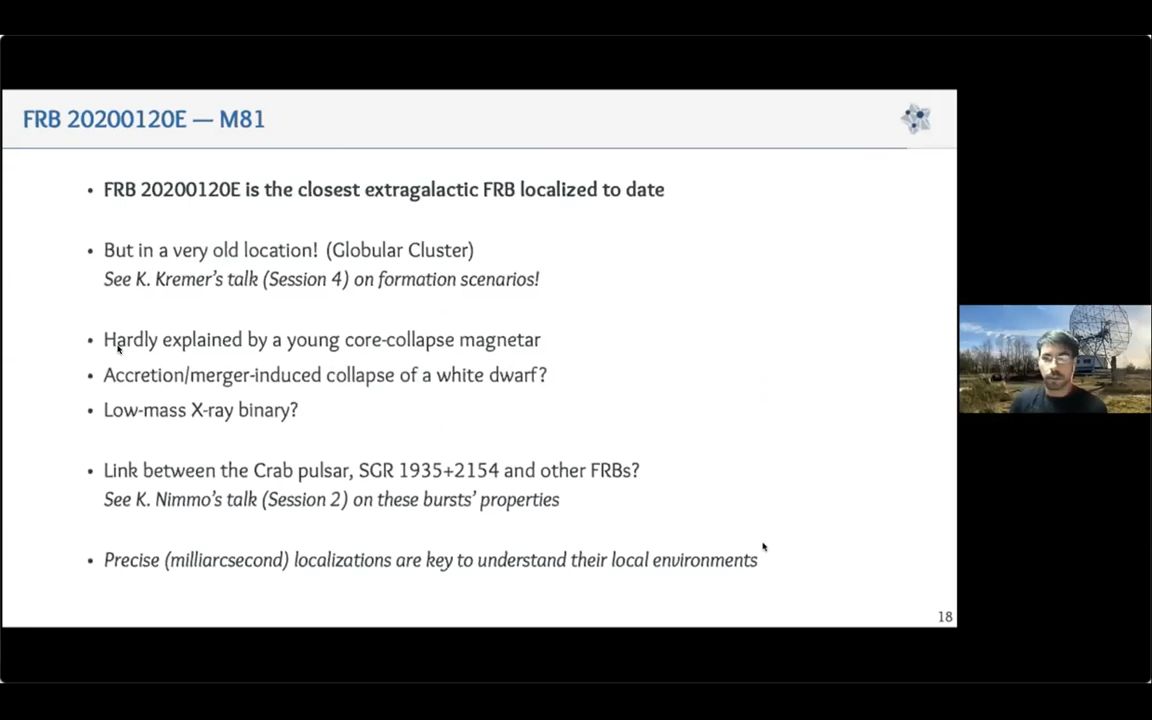 FRB 20200120E — M81
• FRB 20200120E is the closest extragalactic FRB localized to date
• But in a very old location! (Globular Cluster)
See K. Kremer's talk (Session 4) on formation scenarios!
• Hardly explained by a young core-collapse magnetar
• Accretion/merger-induced collapse of a white dwarf?
• Low-mass X-ray binary?
• Link between the Crab pulsar, SGR 1935+2154 and other FRBs?
See K. Nimmo's talk (Session 2) on these bursts' properties
• Precise (milliarcsecond) localizations are key to understand their local environments
18